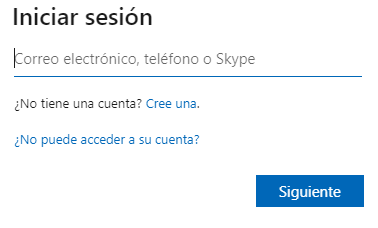 Iniciar sesión
Correo electrónico, teléfono o Skype
¿No tiene una cuenta? Cree una.
¿No puede acceder a su cuenta?
Siguiente